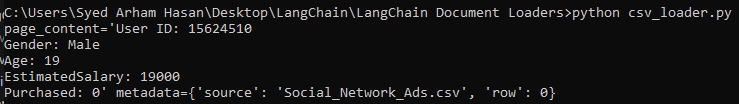 C:\Users\Syed Arham Hasan\Desktop\LangChain\LangChain Document Loaders>python csv_loader.py
page_content='User ID: 15624510
Gender: Male
Age: 19
EstimatedSalary: 19000
Purchased: 0' metadata={'source': 'Social_Network_Ads.csv', 'row': 0}